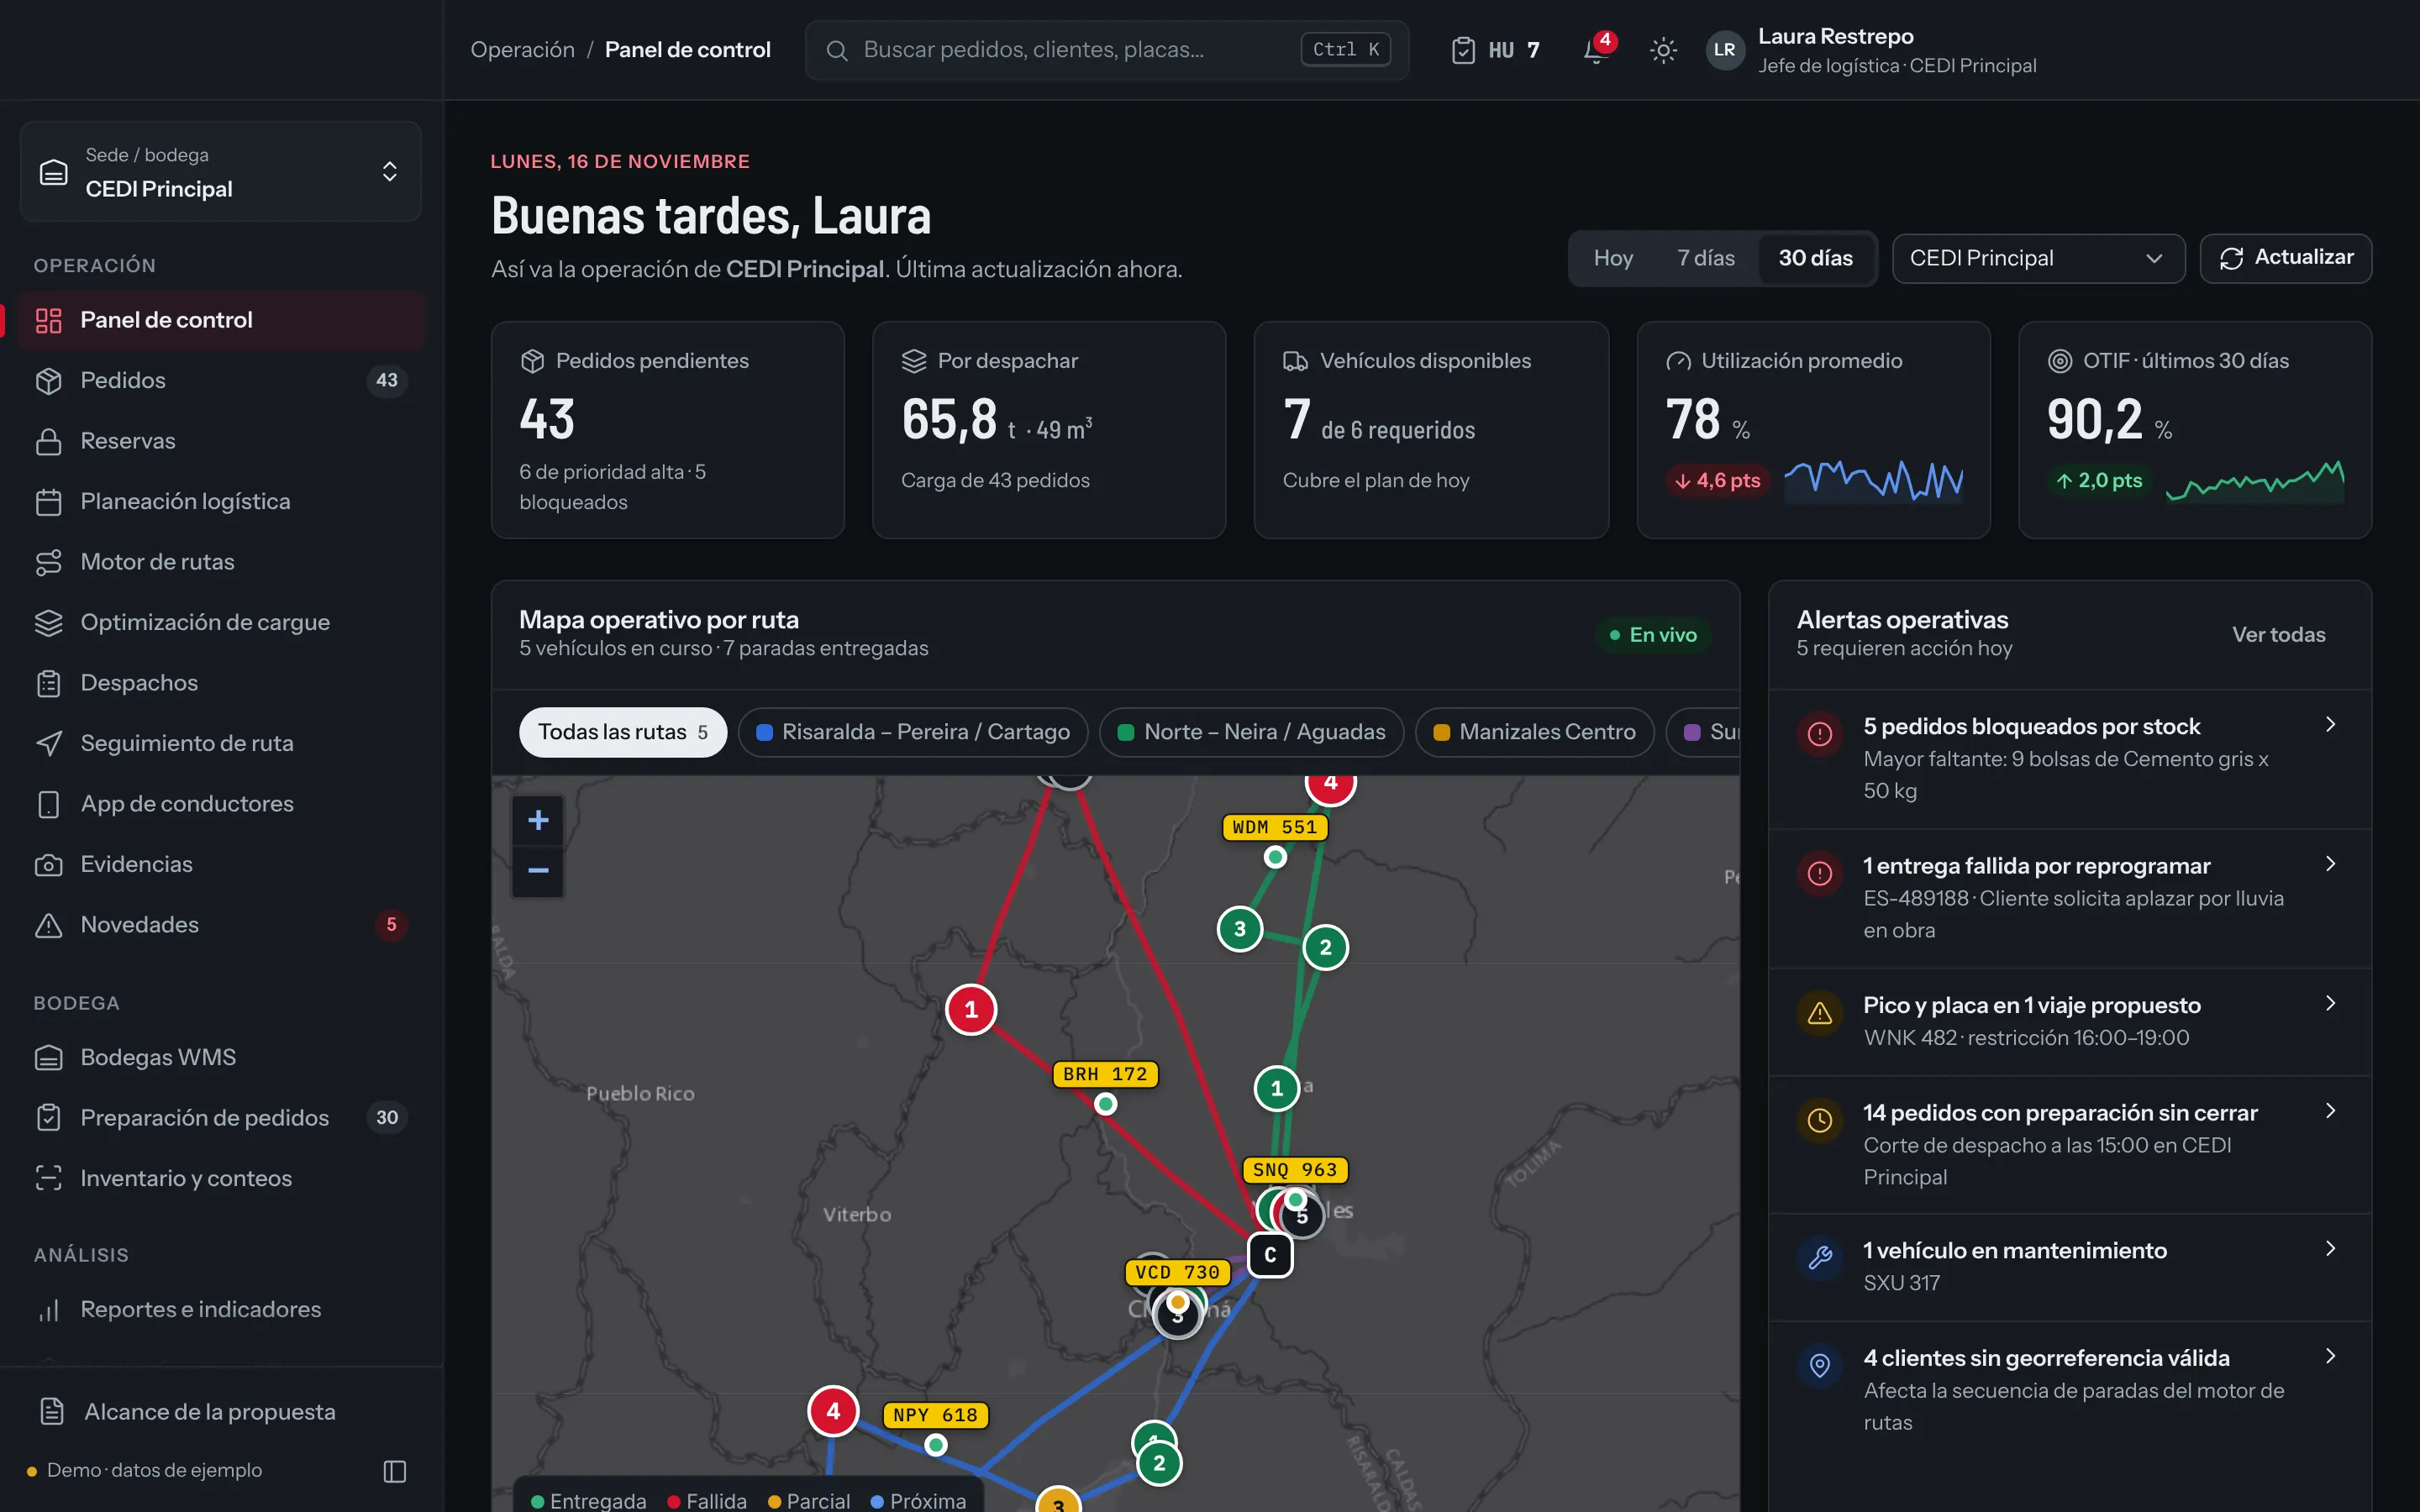 Operación / Panel de control
Buscar pedidos, clientes, placas...
Ctrl K
HU 7
4
LR
Laura Restrepo
Jefe de logística · CEDI Principal
Sede / bodega
CEDI Principal
OPERACIÓN
Panel de control
Pedidos 43
Reservas
Planeación logística
Motor de rutas
Optimización de cargue
Despachos
Seguimiento de ruta
App de conductores
Evidencias
Novedades 5
BODEGA
Bodegas WMS
Preparación de pedidos 30
Inventario y conteos
ANÁLISIS
Reportes e indicadores
Alcance de la propuesta
Demo · datos de ejemplo
LUNES, 16 DE NOVIEMBRE
Buenas tardes, Laura
Así va la operación de CEDI Principal. Última actualización ahora.
Hoy 7 días 30 días
CEDI Principal
Actualizar
Pedidos pendientes
43
6 de prioridad alta · 5
bloqueados
Por despachar
65,8 t · 49 m³
Carga de 43 pedidos
Vehículos disponibles
7 de 6 requeridos
Cubre el plan de hoy
Utilización promedio
78 %
↓ 4,6 pts
OTIF · últimos 30 días
90,2 %
↑ 2,0 pts
Mapa operativo por ruta
5 vehículos en curso · 7 paradas entregadas
En vivo
Todas las rutas 5
Risaralda – Pereira / Cartago
Norte – Neira / Aguadas
Manizales Centro
+
−
4
WDM 551
3
2
1
BRH 172
Pueblo Rico
1
TOLIMA
SNQ 963
5
les
Viterbo
C
VCD 730
3
4
NPY 618
2
3
CALDAS
Entregada Fallida Parcial Próxima
Alertas operativas
5 requieren acción hoy
Ver todas
5 pedidos bloqueados por stock
Mayor faltante: 9 bolsas de Cemento gris x
50 kg
1 entrega fallida por reprogramar
ES-489188 · Cliente solicita aplazar por lluvia
en obra
Pico y placa en 1 viaje propuesto
WNK 482 · restricción 16:00–19:00
14 pedidos con preparación sin cerrar
Corte de despacho a las 15:00 en CEDI
Principal
1 vehículo en mantenimiento
SXU 317
4 clientes sin georreferencia válida
Afecta la secuencia de paradas del motor de
rutas